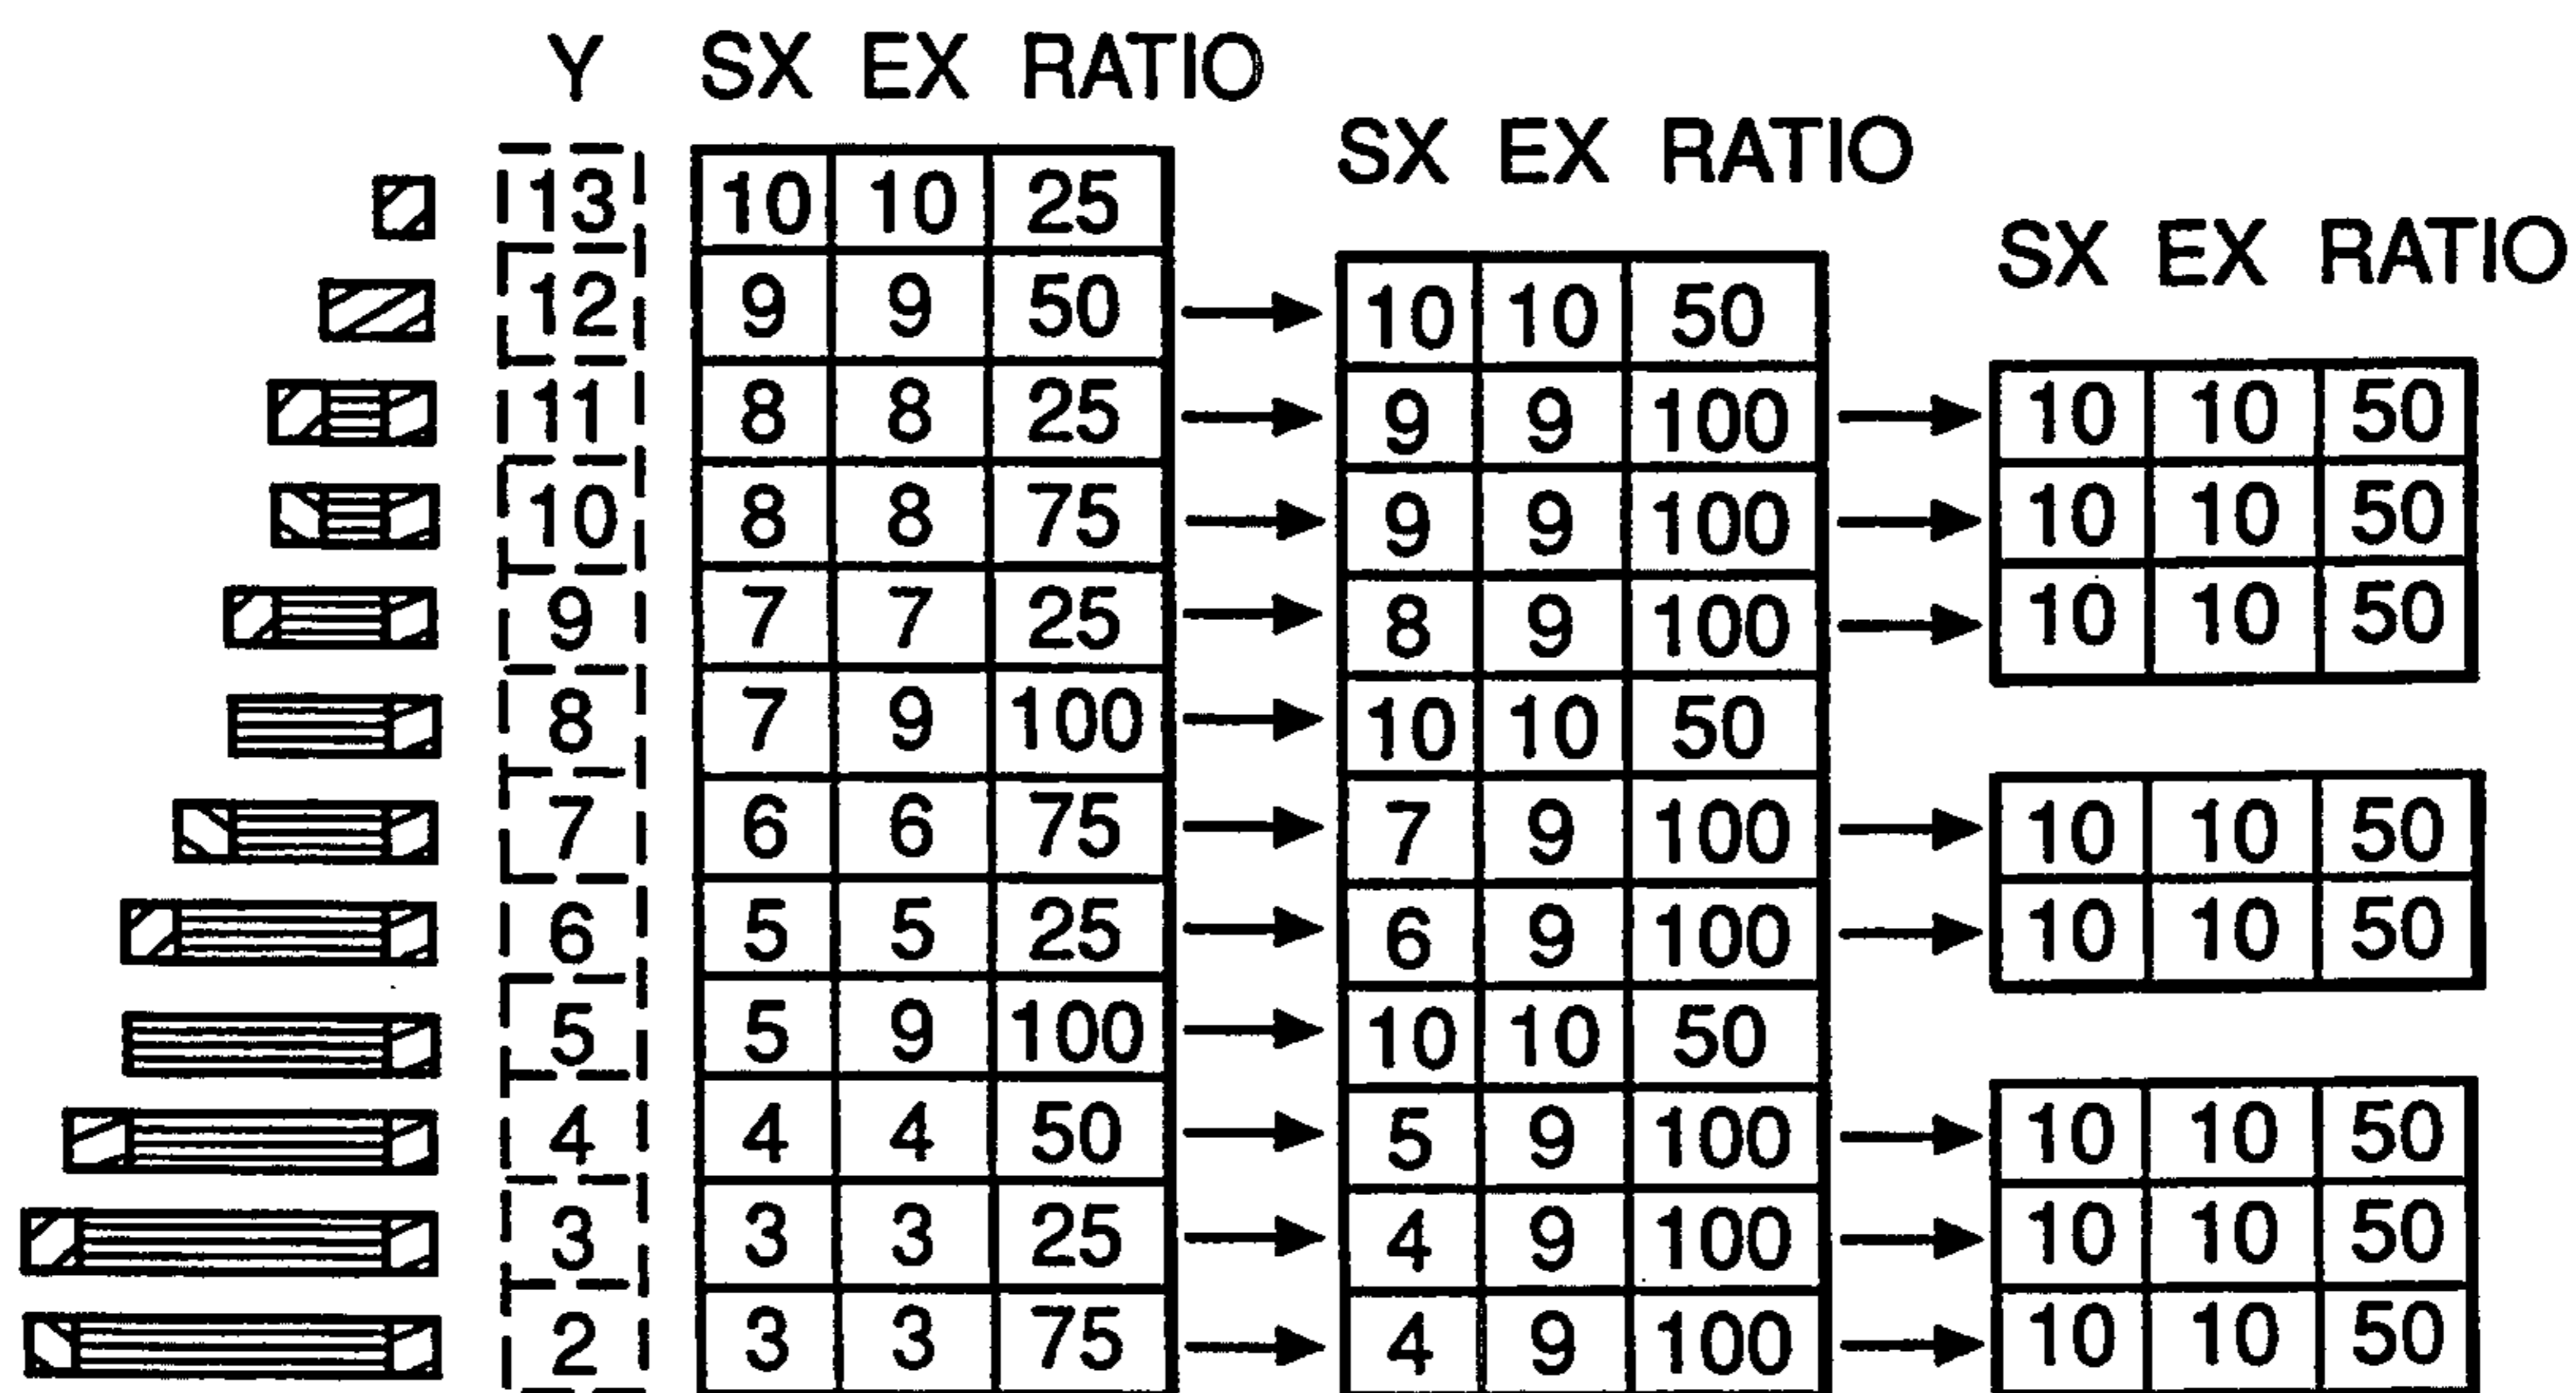 Y SX EX RATIO
SX EX RATIO
SX EX RATIO
13 10 10 25
12 9 9 50 10 10 50
11 8 8 25 9 9 100 10 10 50
10 8 8 75 9 9 100 10 10 50
9 7 7 25 8 9 100 10 10 50
8 7 9 100 10 10 50
7 6 6 75 7 9 100 10 10 50
6 5 5 25 6 9 100 10 10 50
5 5 9 100 10 10 50
4 4 4 50 5 9 100 10 10 50
3 3 3 25 4 9 100 10 10 50
2 3 3 75 4 9 100 10 10 50